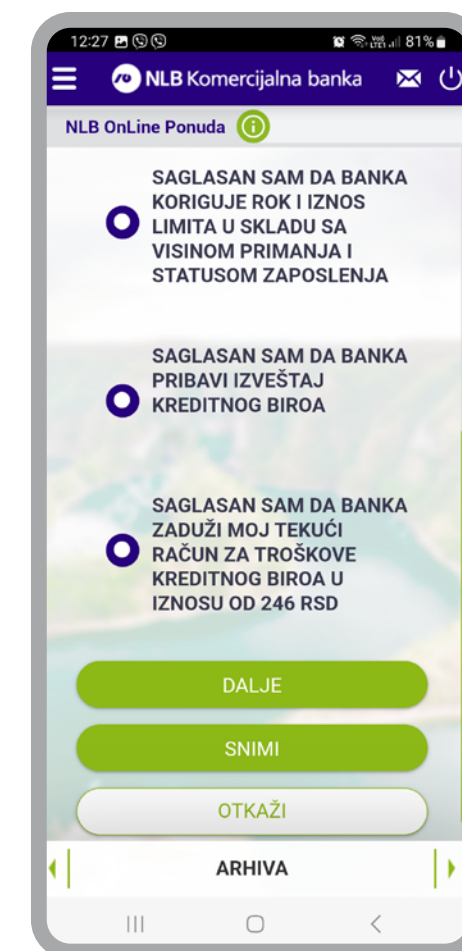 12:27
81%
NLB Komercijalna banka
NLB OnLine Ponuda
SAGLASAN SAM DA BANKA
KORIGUJE ROK I IZNOS
LIMITA U SKLADU SA
VISINOM PRIMANJA I
STATUSOM ZAPOSLENJA
SAGLASAN SAM DA BANKA
PRIBAVI IZVEŠTAJ
KREDITNOG BIROA
SAGLASAN SAM DA BANKA
ZADUŽI MOJ TEKUĆI
RAČUN ZA TROŠKOVE
KREDITNOG BIROA U
IZNOSU OD 246 RSD
DALJE
SNIMI
OTKAŽI
ARHIVA